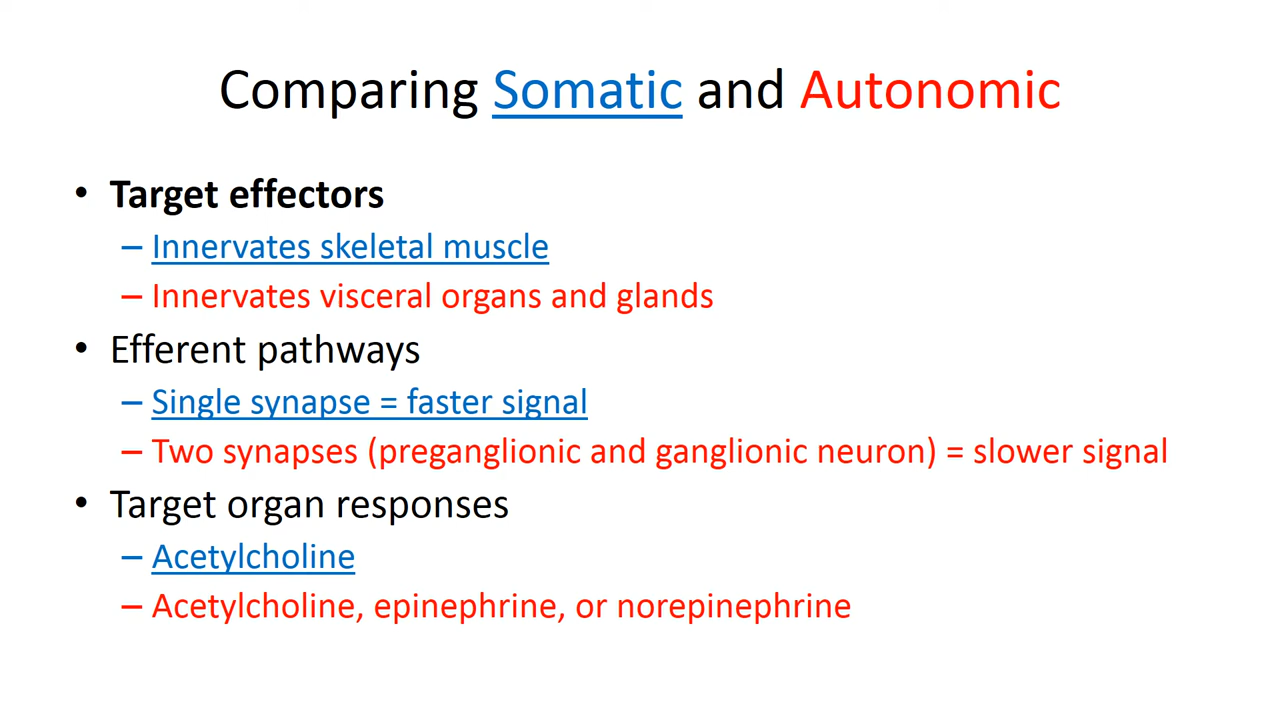 Comparing Somatic and Autonomic
• Target effectors
– Innervates skeletal muscle
– Innervates visceral organs and glands
• Efferent pathways
– Single synapse = faster signal
– Two synapses (preganglionic and ganglionic neuron) = slower signal
• Target organ responses
– Acetylcholine
– Acetylcholine, epinephrine, or norepinephrine